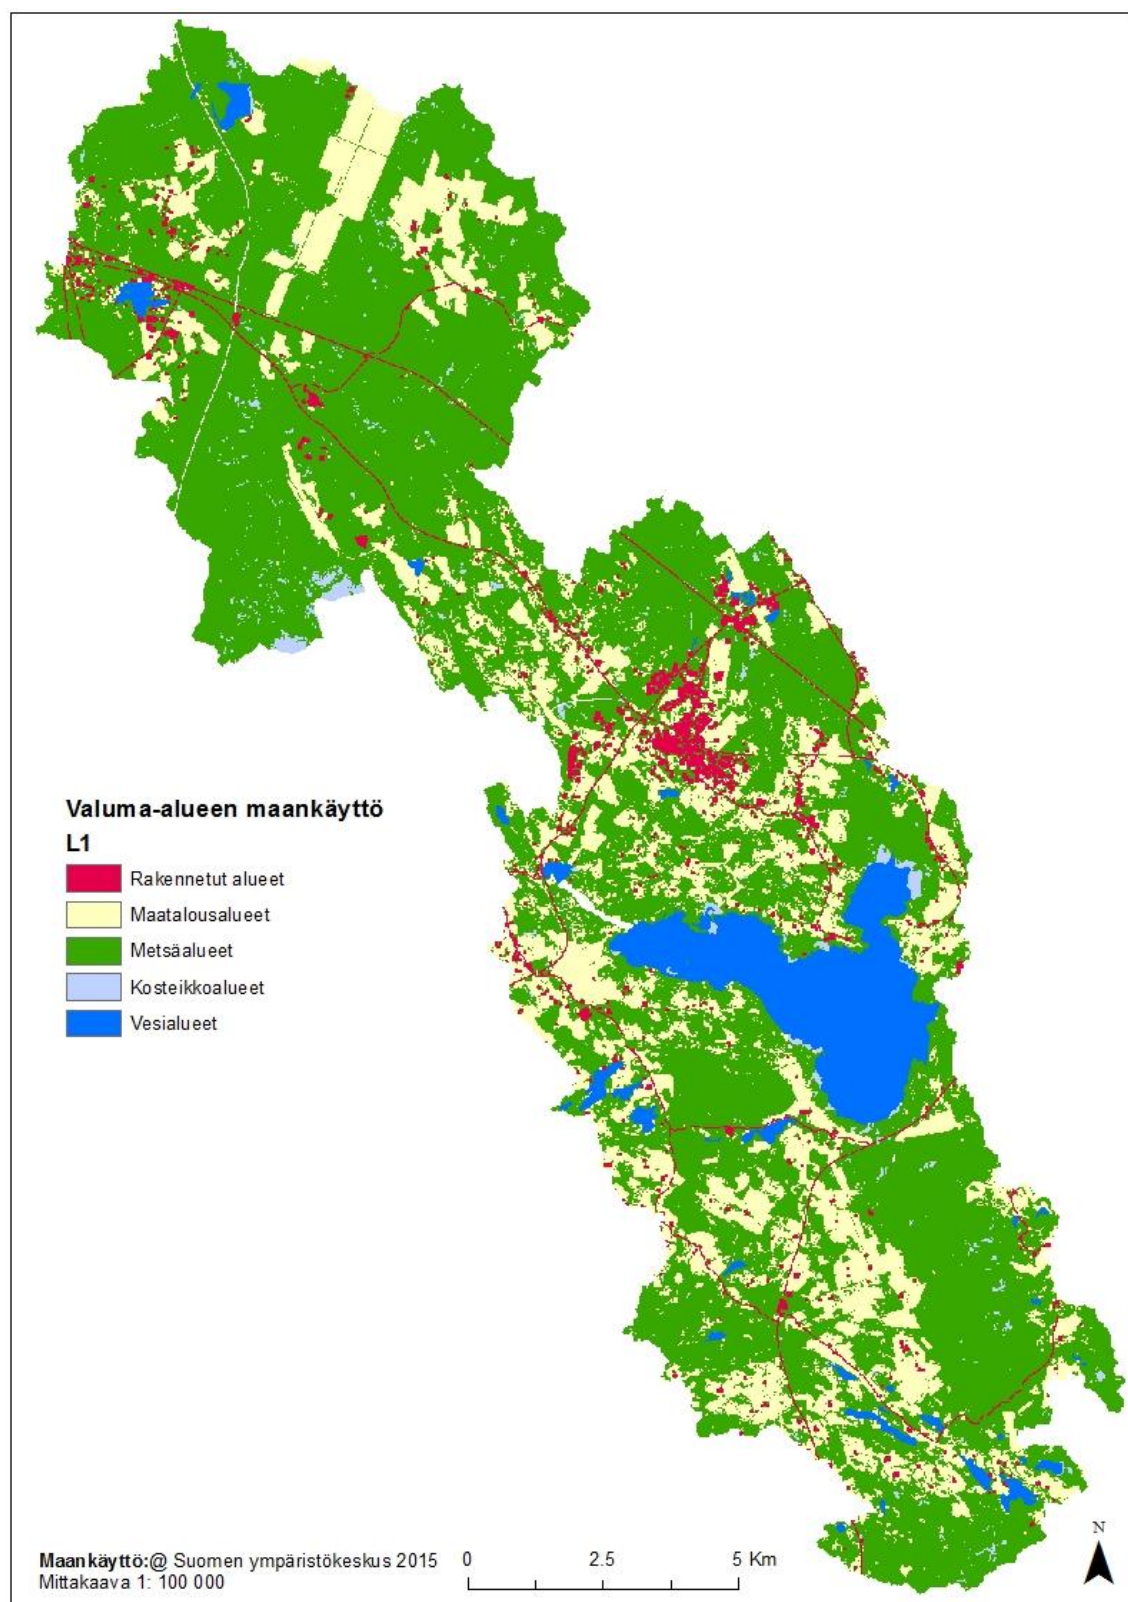 Valuma-alueen maankäyttö
L1
Rakennetut alueet
Maatalousalueet
Metsäalueet
Kosteikkoalueet
Vesialueet
N
Maankäyttö:@ Suomen ympäristökeskus 2015
Mittakaava 1: 100 000
0 2.5 5 Km